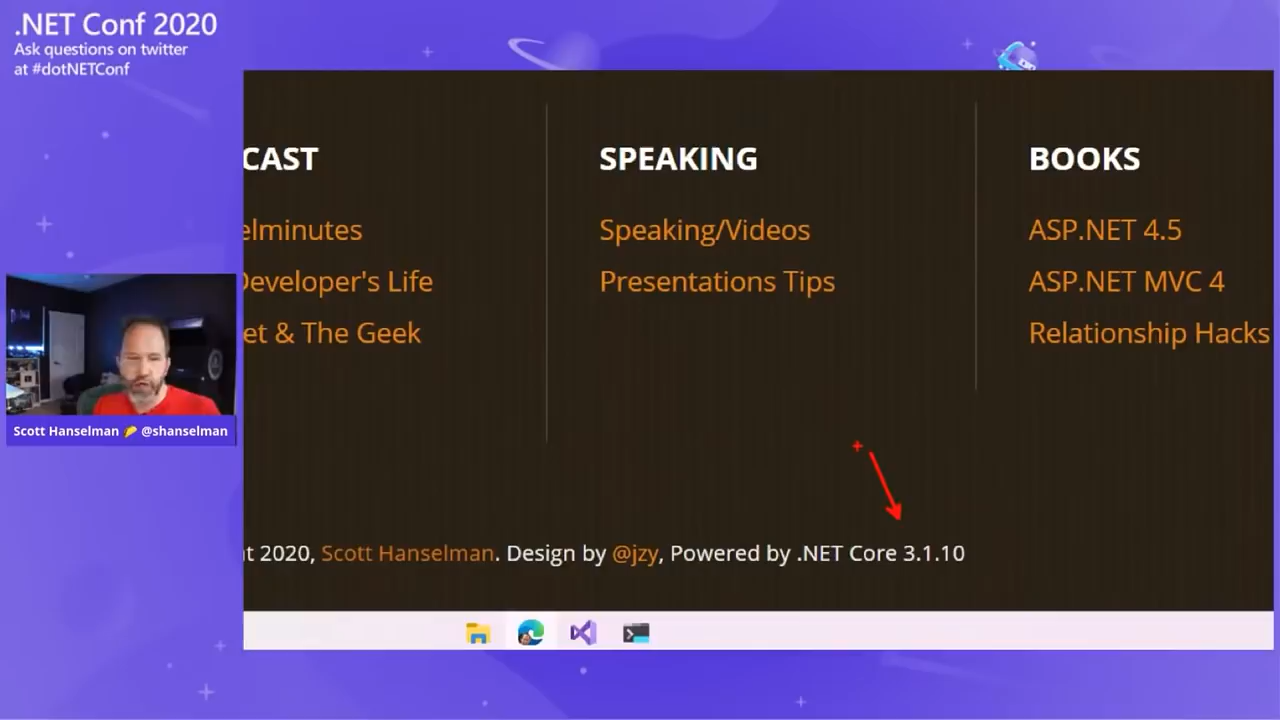 .NET Conf 2020
Ask questions on twitter
at #dotNETConf
CAST
elminutes
Developer's Life
et & The Geek
SPEAKING
Speaking/Videos
Presentations Tips
BOOKS
ASP.NET 4.5
ASP.NET MVC 4
Relationship Hacks
t 2020, Scott Hanselman. Design by @jzy, Powered by .NET Core 3.1.10
Scott Hanselman 🌮 @shanselman